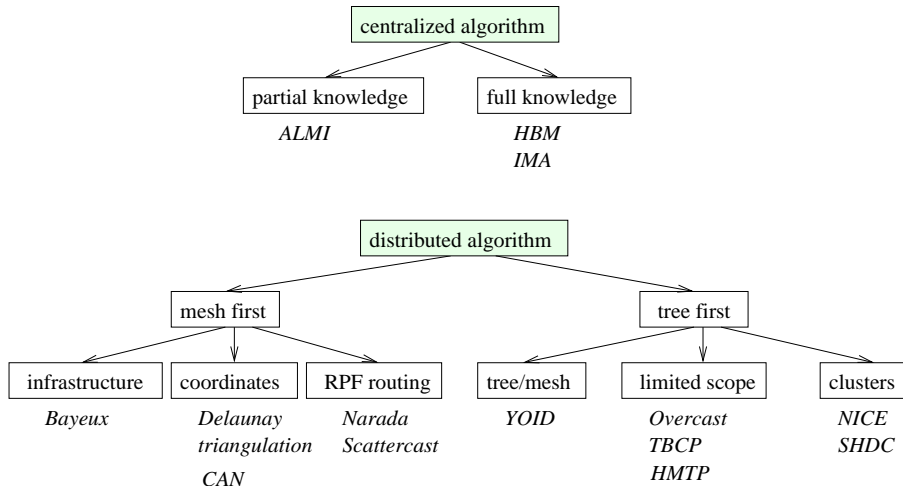 centralized algorithm
partial knowledge
full knowledge
ALMI
HBM
IMA
distributed algorithm
mesh first
tree first
infrastructure
coordinates
RPF routing
tree/mesh
limited scope
clusters
Bayeux
Delaunay
triangulation
CAN
Narada
Scattercast
YOID
Overcast
TBCP
HMTP
NICE
SHDC